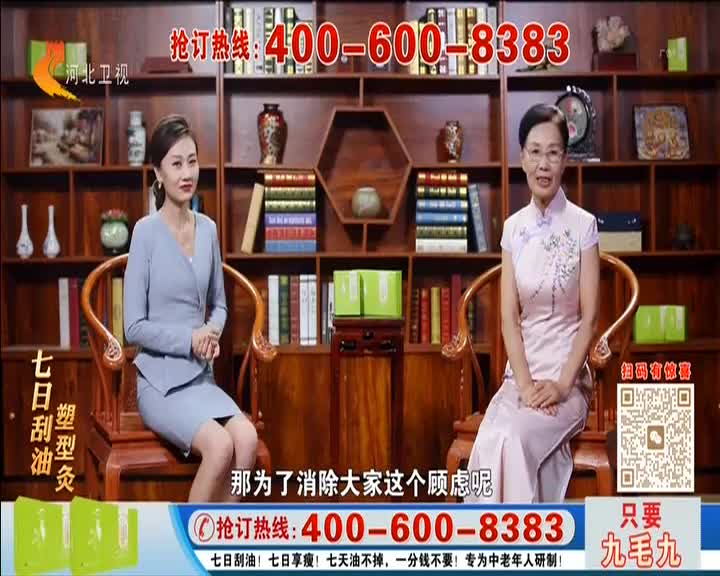 抢订热线:400-600-8383
河北卫视
扫码有惊喜
七日刮油
塑型灸
那为了消除大家这个顾虑呢
抢订热线:400-600-8383
只要
九毛九
七日刮油!七日享瘦!七天油不掉,一分钱不要!专为中老年人研制!